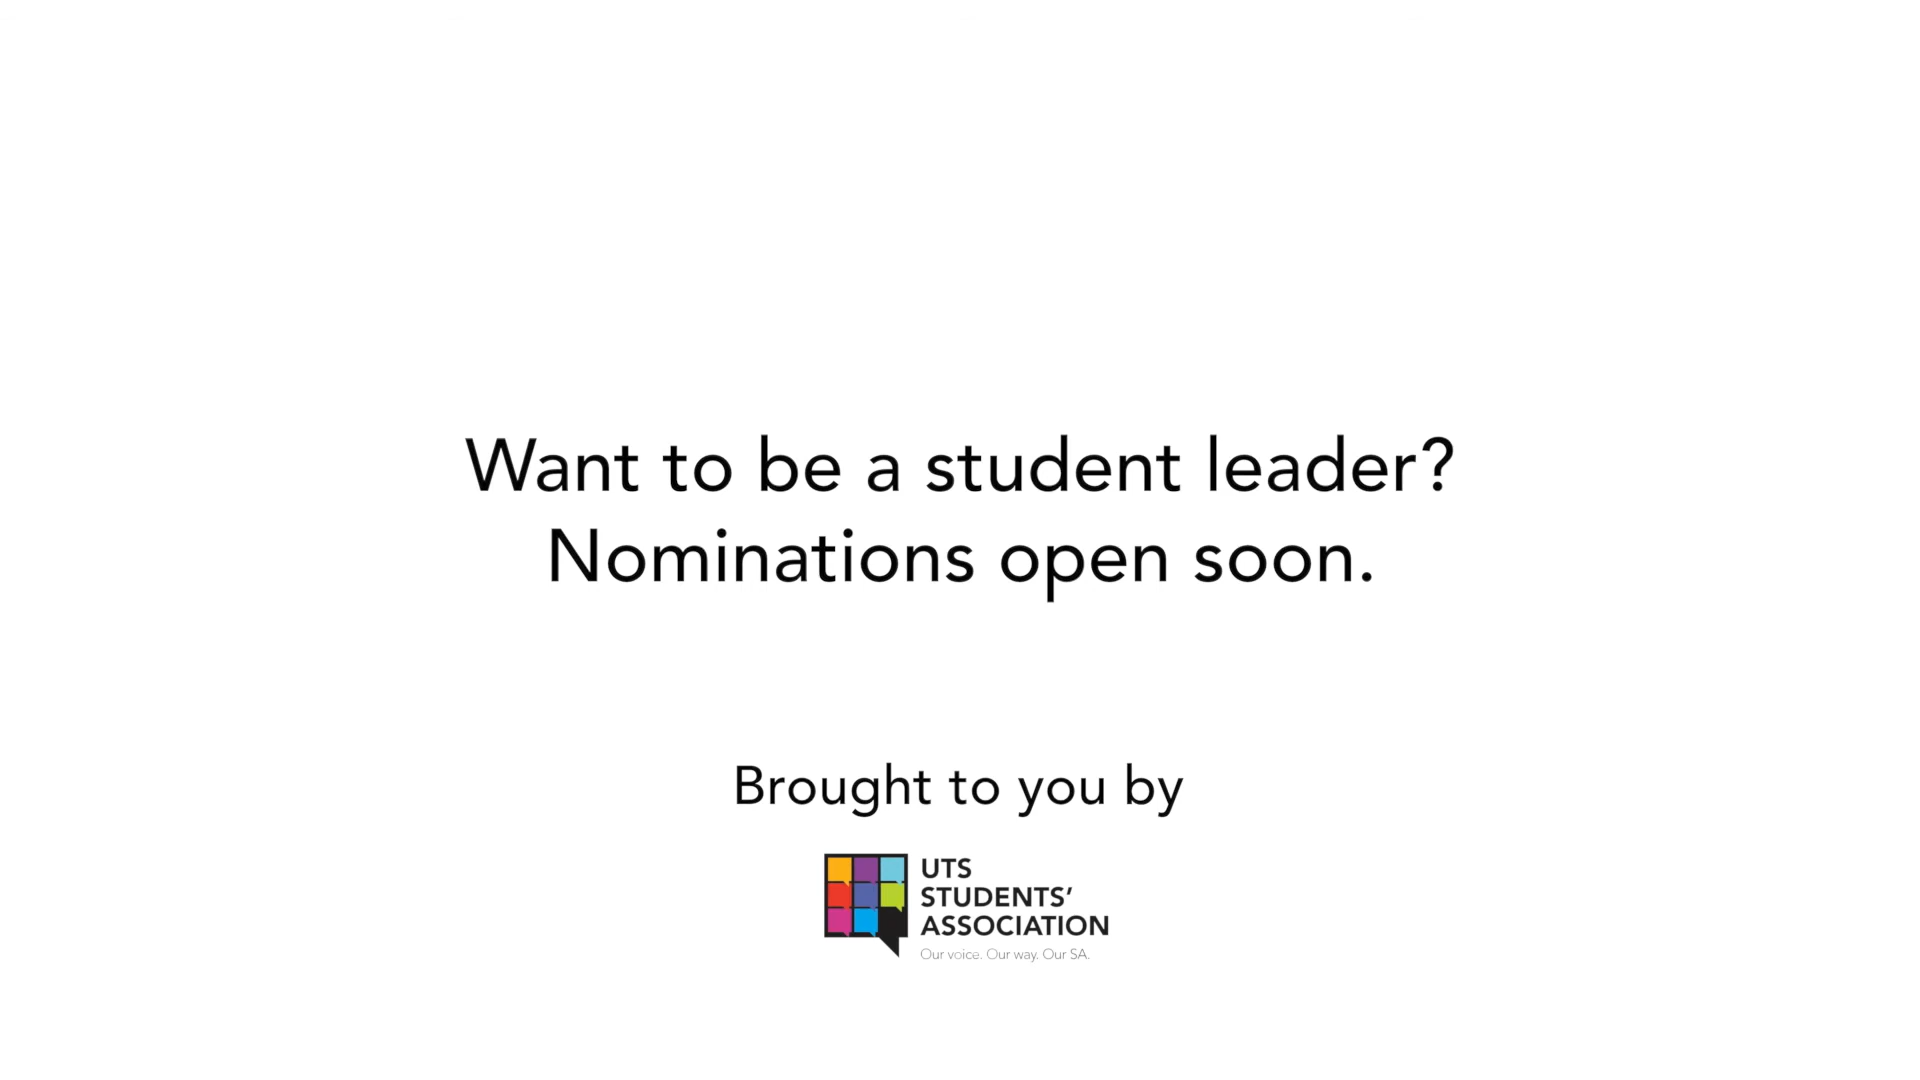 Want to be a student leader?
Nominations open soon.
Brought to you by
UTS
STUDENTS’
ASSOCIATION
Our voice. Our way. Our SA.